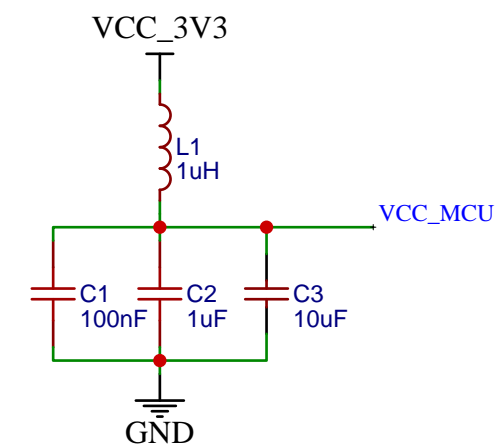 VCC_3V3
L1
1uH
VCC_MCU
C1
100nF
C2
1uF
C3
10uF
GND